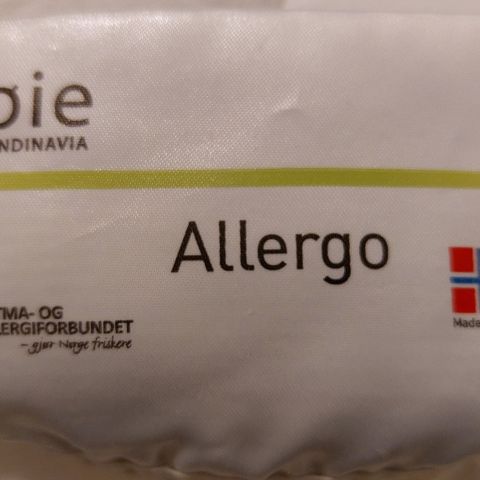 øie
NDINAVIA
Allergo
TMA- OG
LERGIFORBUNDET
– gjør Norge friskere
Made